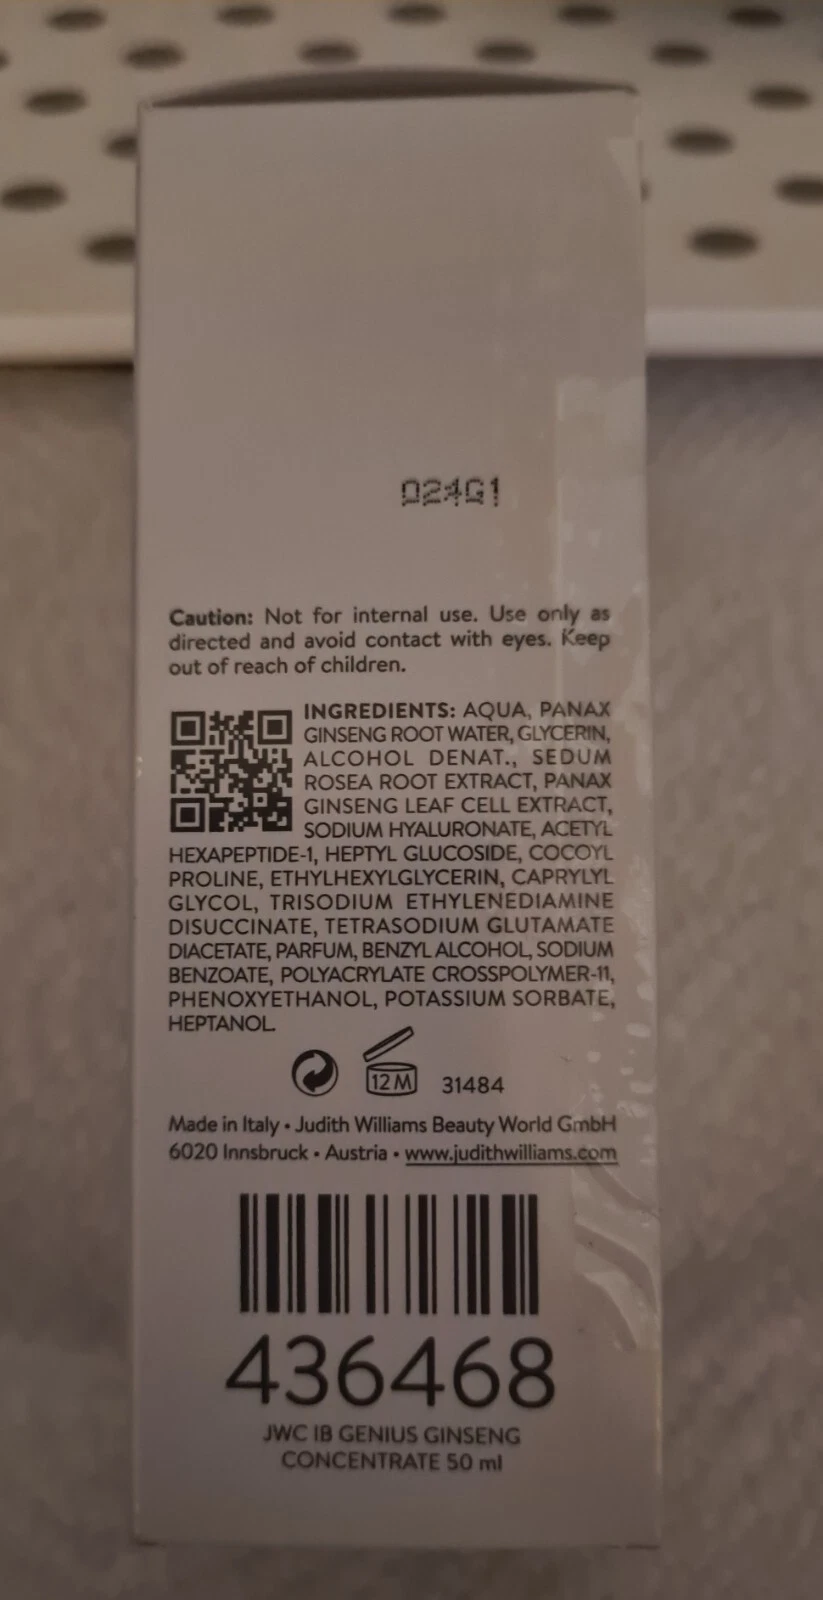 024G1
Caution: Not for internal use. Use only as
directed and avoid contact with eyes. Keep
out of reach of children.
INGREDIENTS: AQUA, PANAX
GINSENG ROOT WATER, GLYCERIN,
ALCOHOL DENAT., SEDUM
ROSEA ROOT EXTRACT, PANAX
GINSENG LEAF CELL EXTRACT,
SODIUM HYALURONATE, ACETYL
HEXAPEPTIDE-1, HEPTYL GLUCOSIDE, COCOYL
PROLINE, ETHYLHEXYLGLYCERIN, CAPRYLYL
GLYCOL, TRISODIUM ETHYLENEDIAMINE
DISUCCINATE, TETRASODIUM GLUTAMATE
DIACETATE, PARFUM, BENZYL ALCOHOL, SODIUM
BENZOATE, POLYACRYLATE CROSSPOLYMER-11,
PHENOXYETHANOL, POTASSIUM SORBATE,
HEPTANOL.
12 M 31484
Made in Italy • Judith Williams Beauty World GmbH
6020 Innsbruck • Austria • www.judithwilliams.com
436468
JWC IB GENIUS GINSENG
CONCENTRATE 50 ml